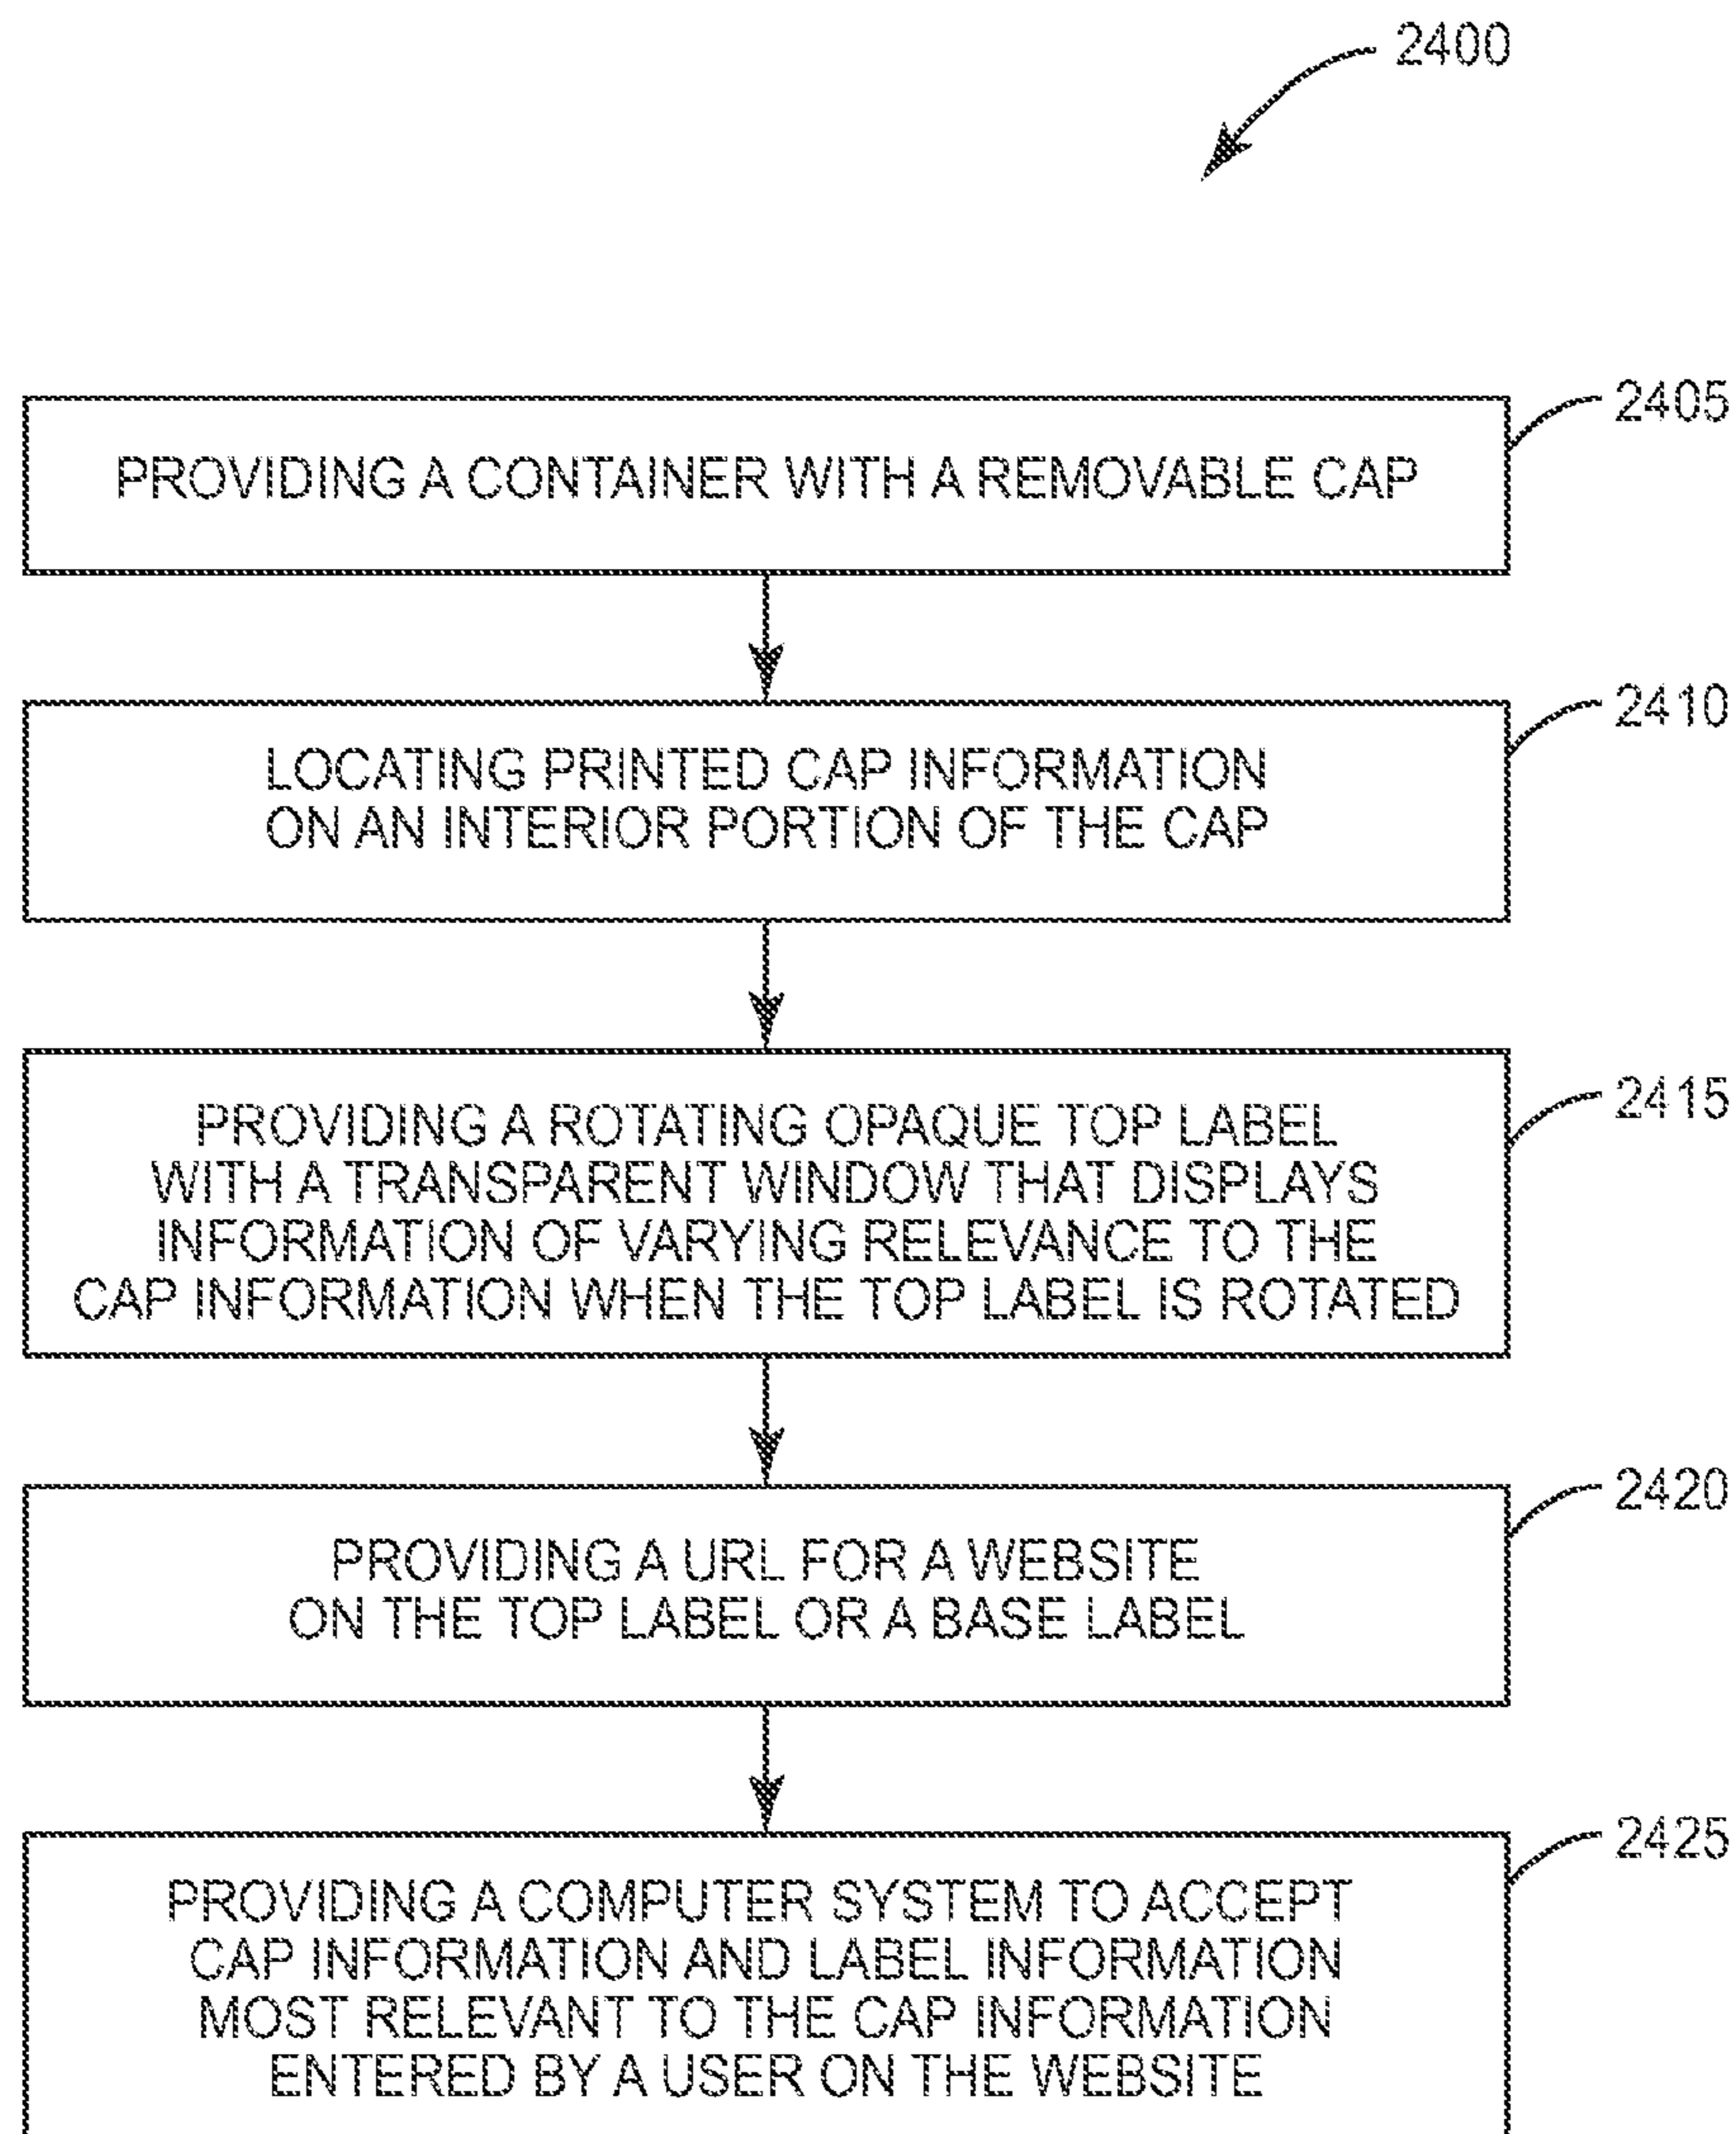 2400
2405
PROVIDING A CONTAINER WITH A REMOVABLE CAP
2410
LOCATING PRINTED CAP INFORMATION
ON AN INTERIOR PORTION OF THE CAP
2415
PROVIDING A ROTATING OPAQUE TOP LABEL
WITH A TRANSPARENT WINDOW THAT DISPLAYS
INFORMATION OF VARYING RELEVANCE TO THE
CAP INFORMATION WHEN THE TOP LABEL IS ROTATED
2420
PROVIDING A URL FOR A WEBSITE
ON THE TOP LABEL OR A BASE LABEL
2425
PROVIDING A COMPUTER SYSTEM TO ACCEPT
CAP INFORMATION AND LABEL INFORMATION
MOST RELEVANT TO THE CAP INFORMATION
ENTERED BY A USER ON THE WEBSITE